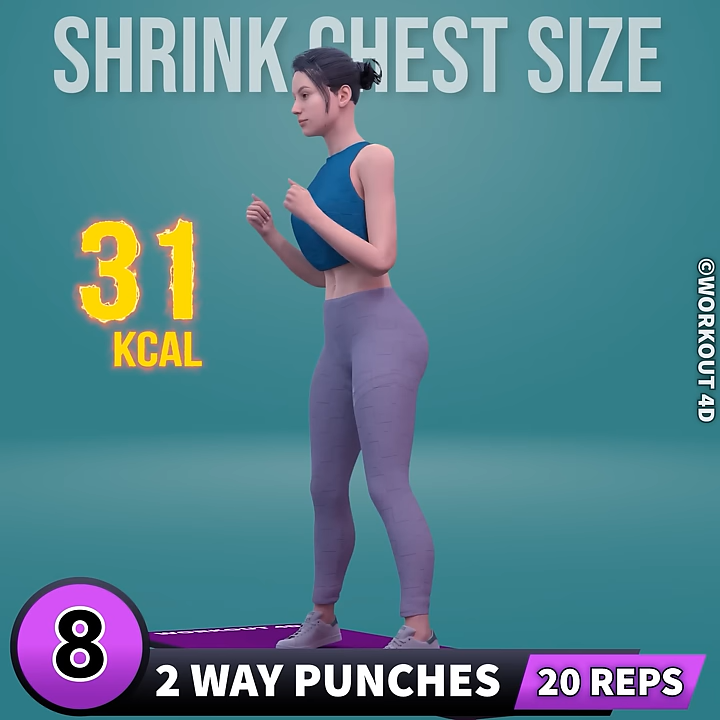 SHRINK CHEST SIZE
31
KCAL
©WORKOUT 4D
8
2 WAY PUNCHES
20 REPS